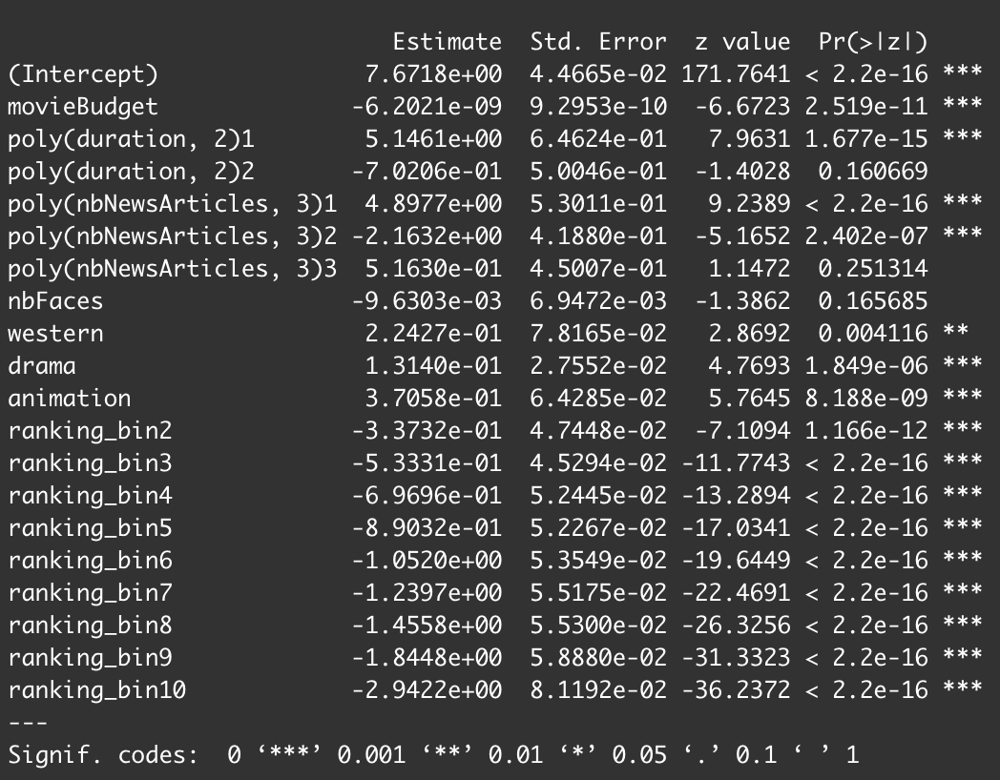 Estimate Std. Error z value Pr(>|z|)
(Intercept) 7.6718e+00 4.4665e-02 171.7641 < 2.2e-16 ***
movieBudget -6.2021e-09 9.2953e-10 -6.6723 2.519e-11 ***
poly(duration, 2)1 5.1461e+00 6.4624e-01 7.9631 1.677e-15 ***
poly(duration, 2)2 -7.0206e-01 5.0046e-01 -1.4028 0.160669
poly(nbNewsArticles, 3)1 4.8977e+00 5.3011e-01 9.2389 < 2.2e-16 ***
poly(nbNewsArticles, 3)2 -2.1632e+00 4.1880e-01 -5.1652 2.402e-07 ***
poly(nbNewsArticles, 3)3 5.1630e-01 4.5007e-01 1.1472 0.251314
nbFaces -9.6303e-03 6.9472e-03 -1.3862 0.165685
western 2.2427e-01 7.8165e-02 2.8692 0.004116 **
drama 1.3140e-01 2.7552e-02 4.7693 1.849e-06 ***
animation 3.7058e-01 6.4285e-02 5.7645 8.188e-09 ***
ranking_bin2 -3.3732e-01 4.7448e-02 -7.1094 1.166e-12 ***
ranking_bin3 -5.3331e-01 4.5294e-02 -11.7743 < 2.2e-16 ***
ranking_bin4 -6.9696e-01 5.2445e-02 -13.2894 < 2.2e-16 ***
ranking_bin5 -8.9032e-01 5.2267e-02 -17.0341 < 2.2e-16 ***
ranking_bin6 -1.0520e+00 5.3549e-02 -19.6449 < 2.2e-16 ***
ranking_bin7 -1.2397e+00 5.5175e-02 -22.4691 < 2.2e-16 ***
ranking_bin8 -1.4558e+00 5.5300e-02 -26.3256 < 2.2e-16 ***
ranking_bin9 -1.8448e+00 5.8880e-02 -31.3323 < 2.2e-16 ***
ranking_bin10 -2.9422e+00 8.1192e-02 -36.2372 < 2.2e-16 ***
---
Signif. codes: 0 ‘***’ 0.001 ‘**’ 0.01 ‘*’ 0.05 ‘.’ 0.1 ‘ ’ 1